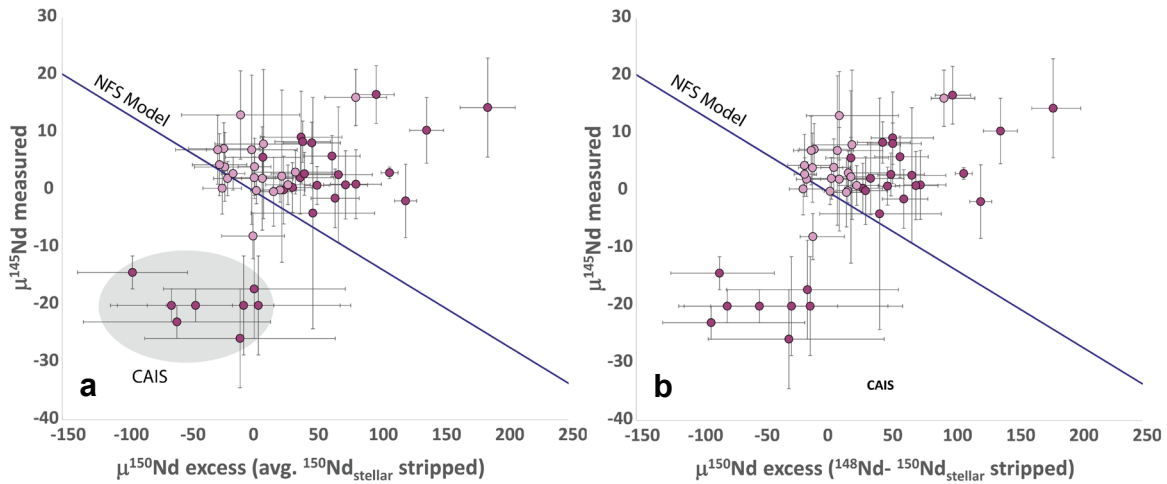 30
20
10
0
-10
-20
-30
-40
μ¹⁴⁵Nd measured
NFS Model
CAIS
a
-150 -100 -50 0 50 100 150 200 250
μ¹⁵⁰Nd excess (avg. ¹⁵⁰Nd_stellar stripped)
30
20
10
0
-10
-20
-30
-40
μ¹⁴⁵Nd measured
NFS Model
CAIS
b
-150 -100 -50 0 50 100 150 200 250
μ¹⁵⁰Nd excess (¹⁴⁸Nd- ¹⁵⁰Nd_stellar stripped)